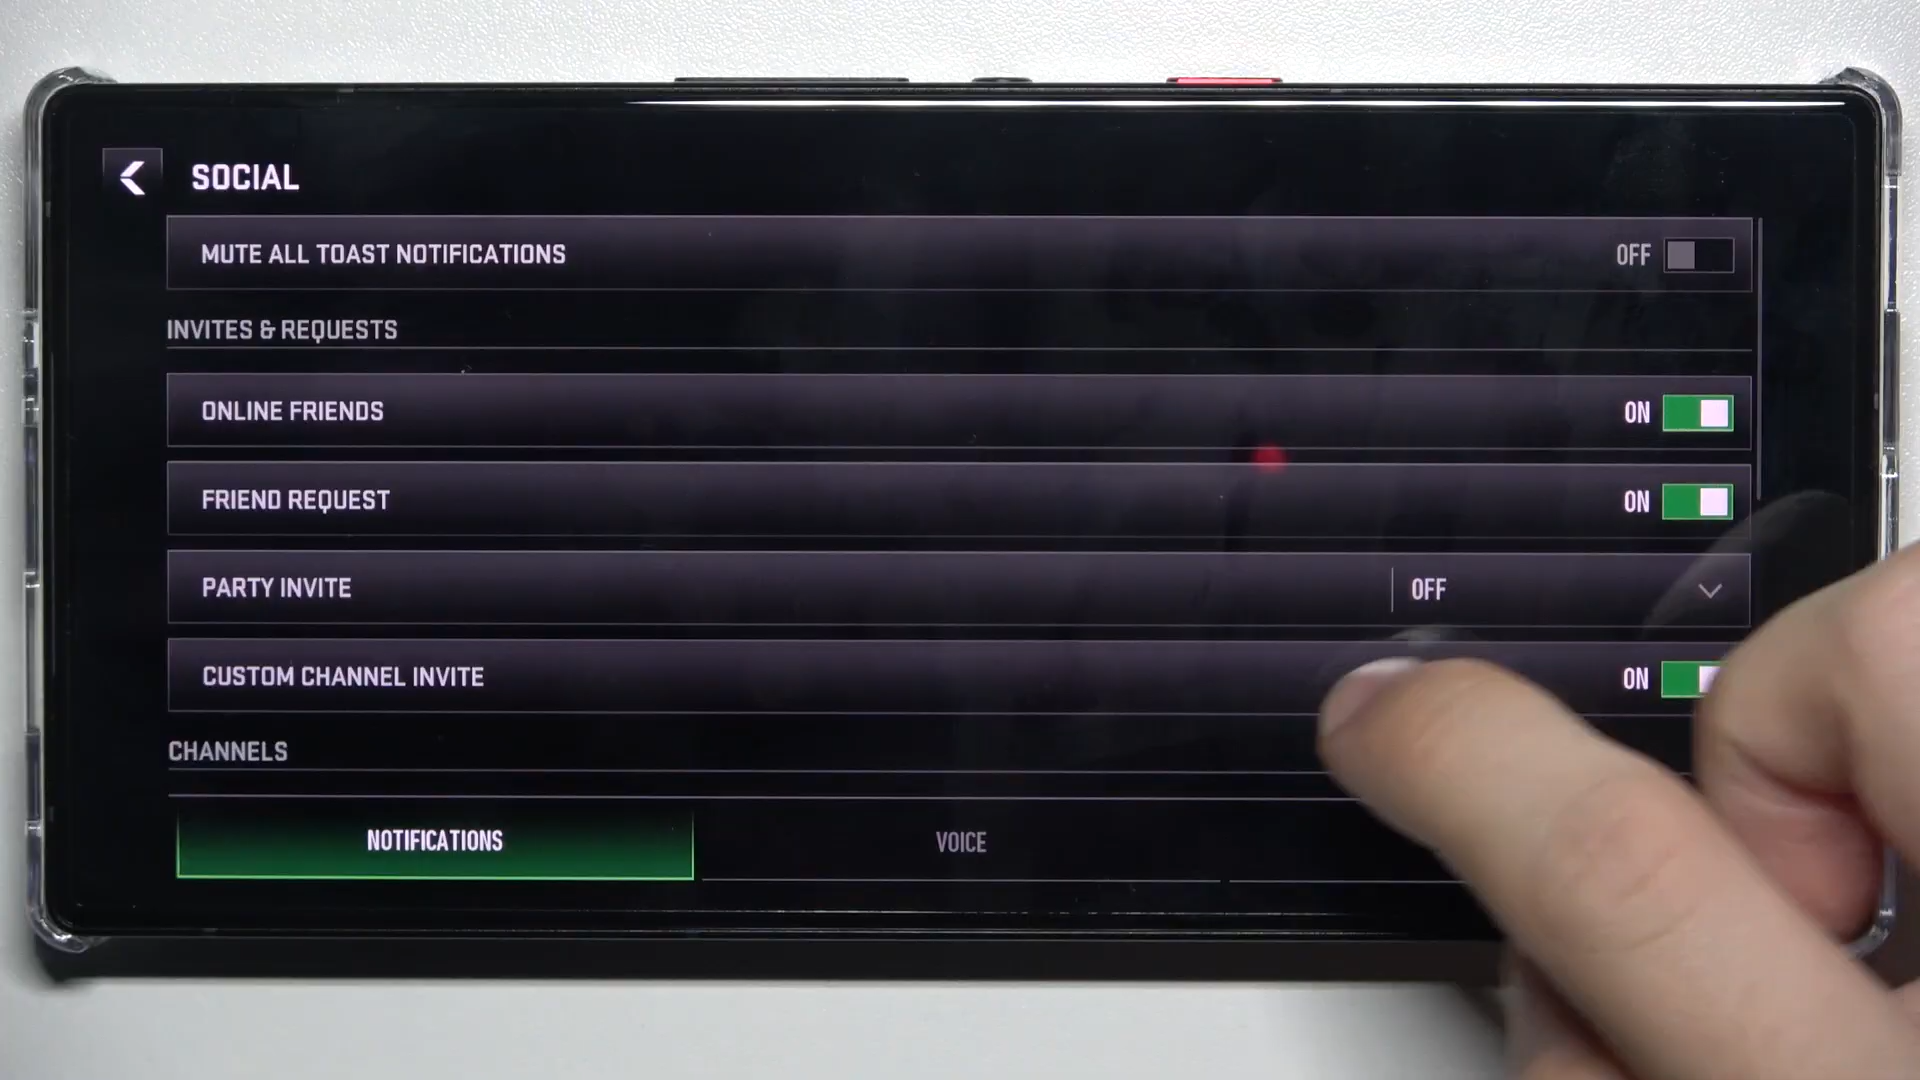 SOCIAL
MUTE ALL TOAST NOTIFICATIONS OFF
INVITES & REQUESTS
ONLINE FRIENDS ON
FRIEND REQUEST ON
PARTY INVITE OFF
CUSTOM CHANNEL INVITE ON
CHANNELS
NOTIFICATIONS VOICE